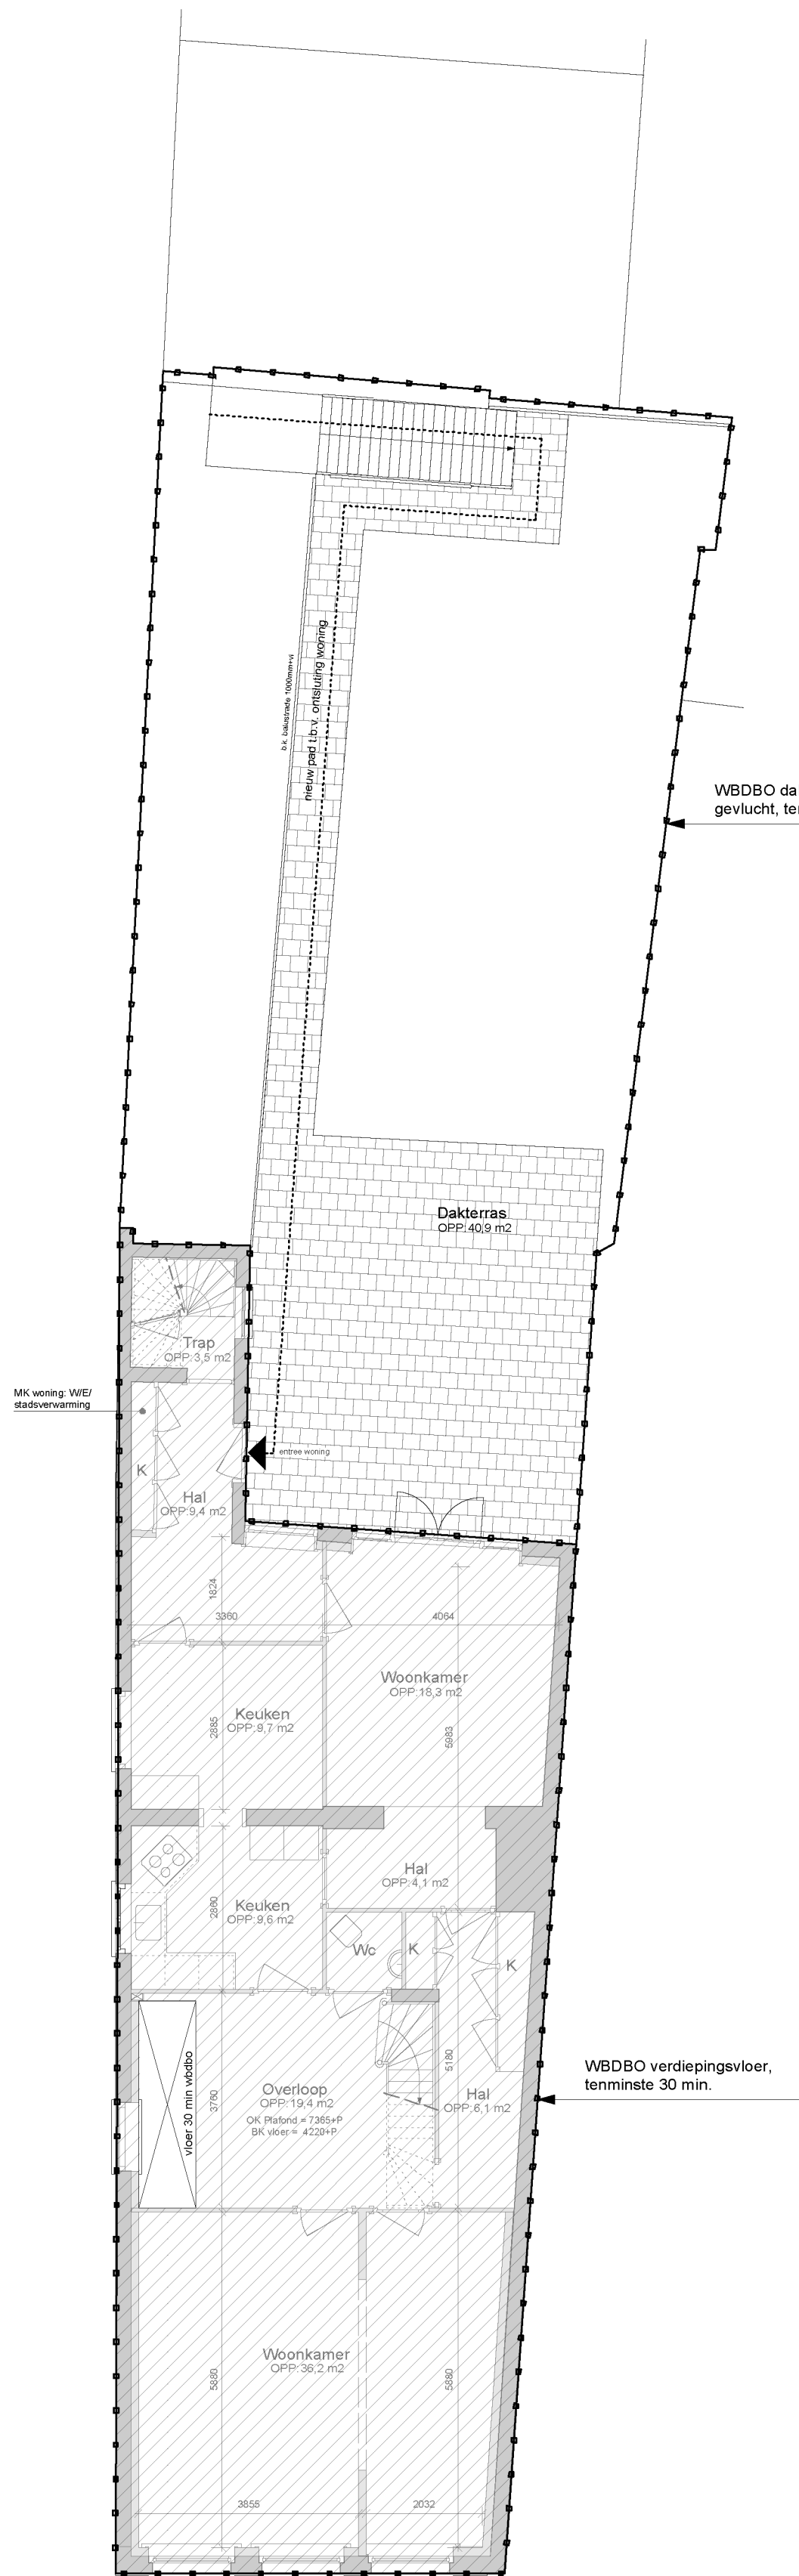 b.k. balustrade 1000mm+vl
nieuw pad t.b.v. ontsluting woning
WBDBO da
gevlucht, ter
Dakterras
OPP:40,9 m2
Trap
OPP:3,5 m2
MK woning: W/E/
stadsverwarming
entree woning
K
Hal
OPP:9,4 m2
1824
3360
4064
Woonkamer
OPP:18,3 m2
Keuken
OPP:9,7 m2
2885
5983
Hal
OPP:4,1 m2
Keuken
OPP:9,6 m2
2860
Wc
K
K
WBDBO verdiepingsvloer,
tenminste 30 min.
vloer 30 min wbdbo
3760
Overloop
OPP:19,4 m2
OK Plafond = 7365+P
BK vloer = 4220+P
5180
Hal
OPP:6,1 m2
Woonkamer
OPP:36,2 m2
5880
5880
3855
2032